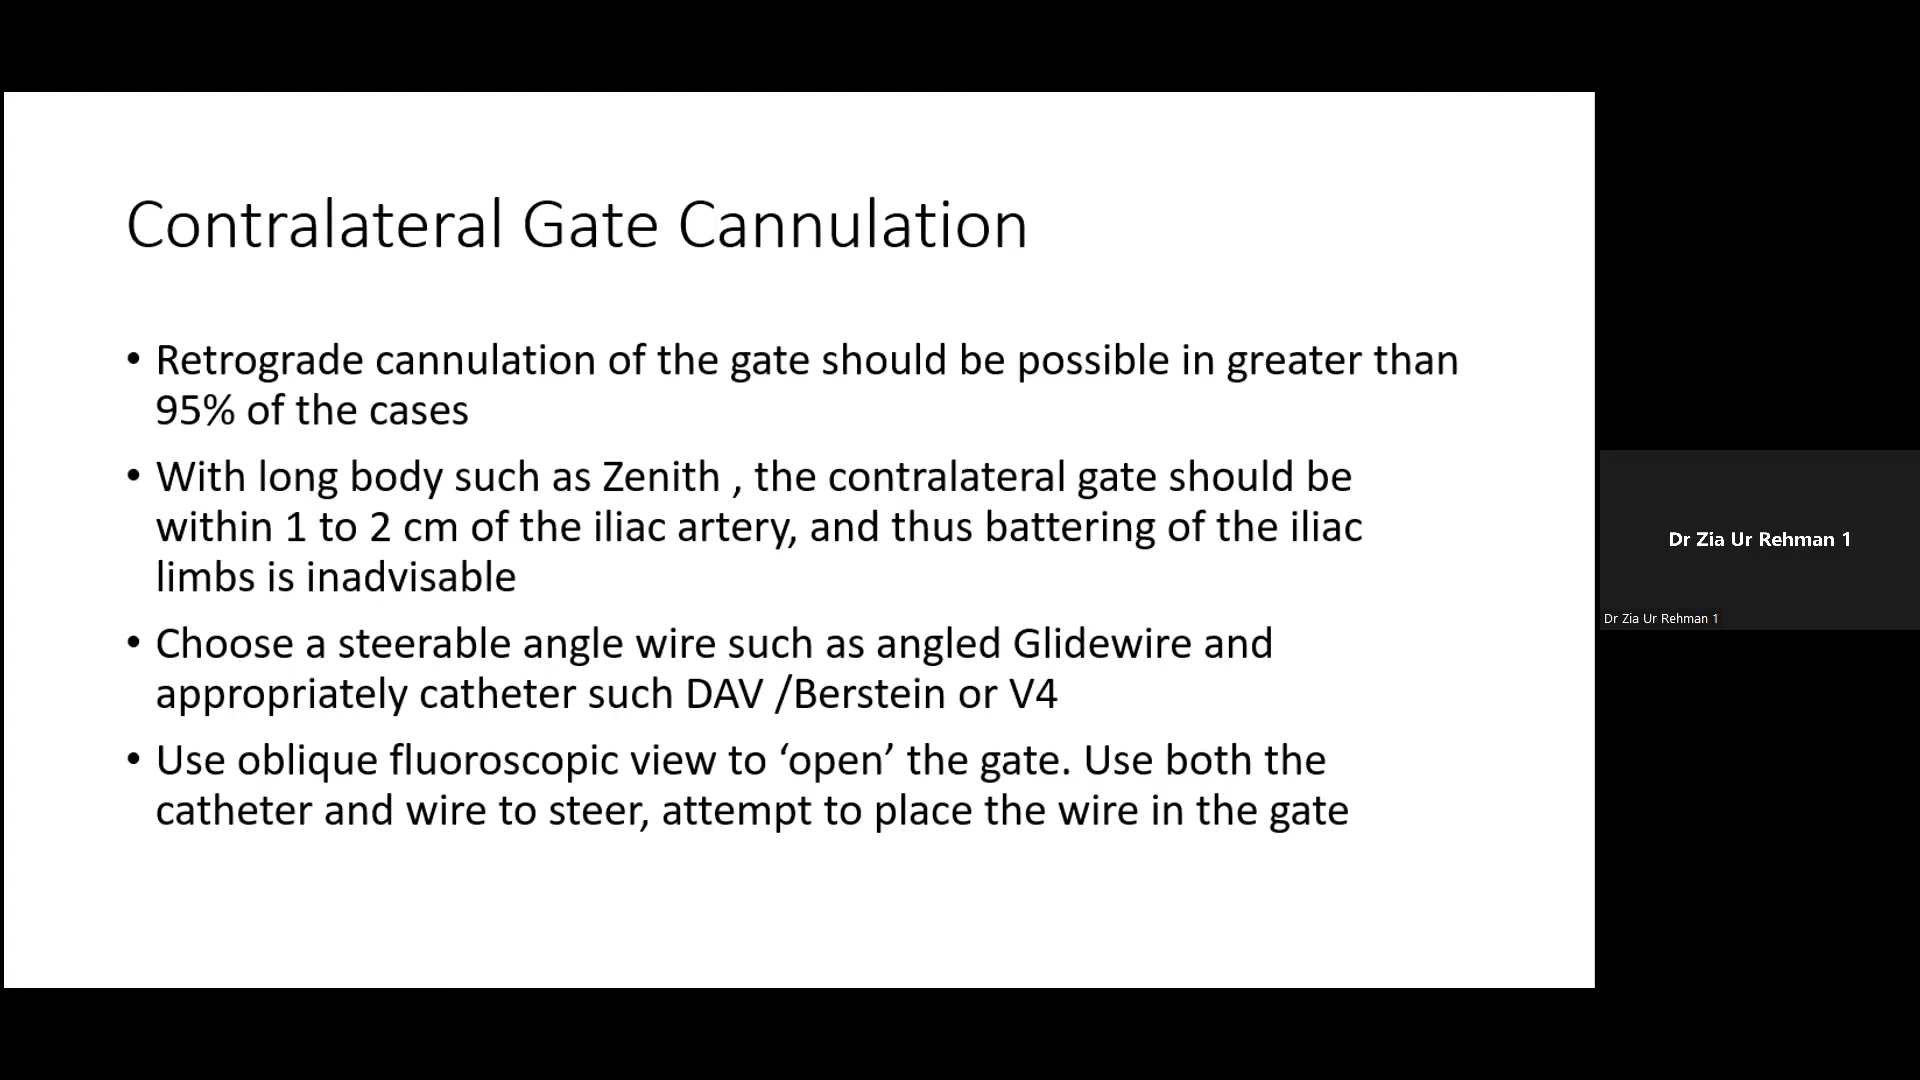 Contralateral Gate Cannulation
• Retrograde cannulation of the gate should be possible in greater than
95% of the cases
• With long body such as Zenith , the contralateral gate should be
within 1 to 2 cm of the iliac artery, and thus battering of the iliac
limbs is inadvisable
• Choose a steerable angle wire such as angled Glidewire and
appropriately catheter such DAV /Berstein or V4
• Use oblique fluoroscopic view to ‘open’ the gate. Use both the
catheter and wire to steer, attempt to place the wire in the gate
Dr Zia Ur Rehman 1
Dr Zia Ur Rehman 1